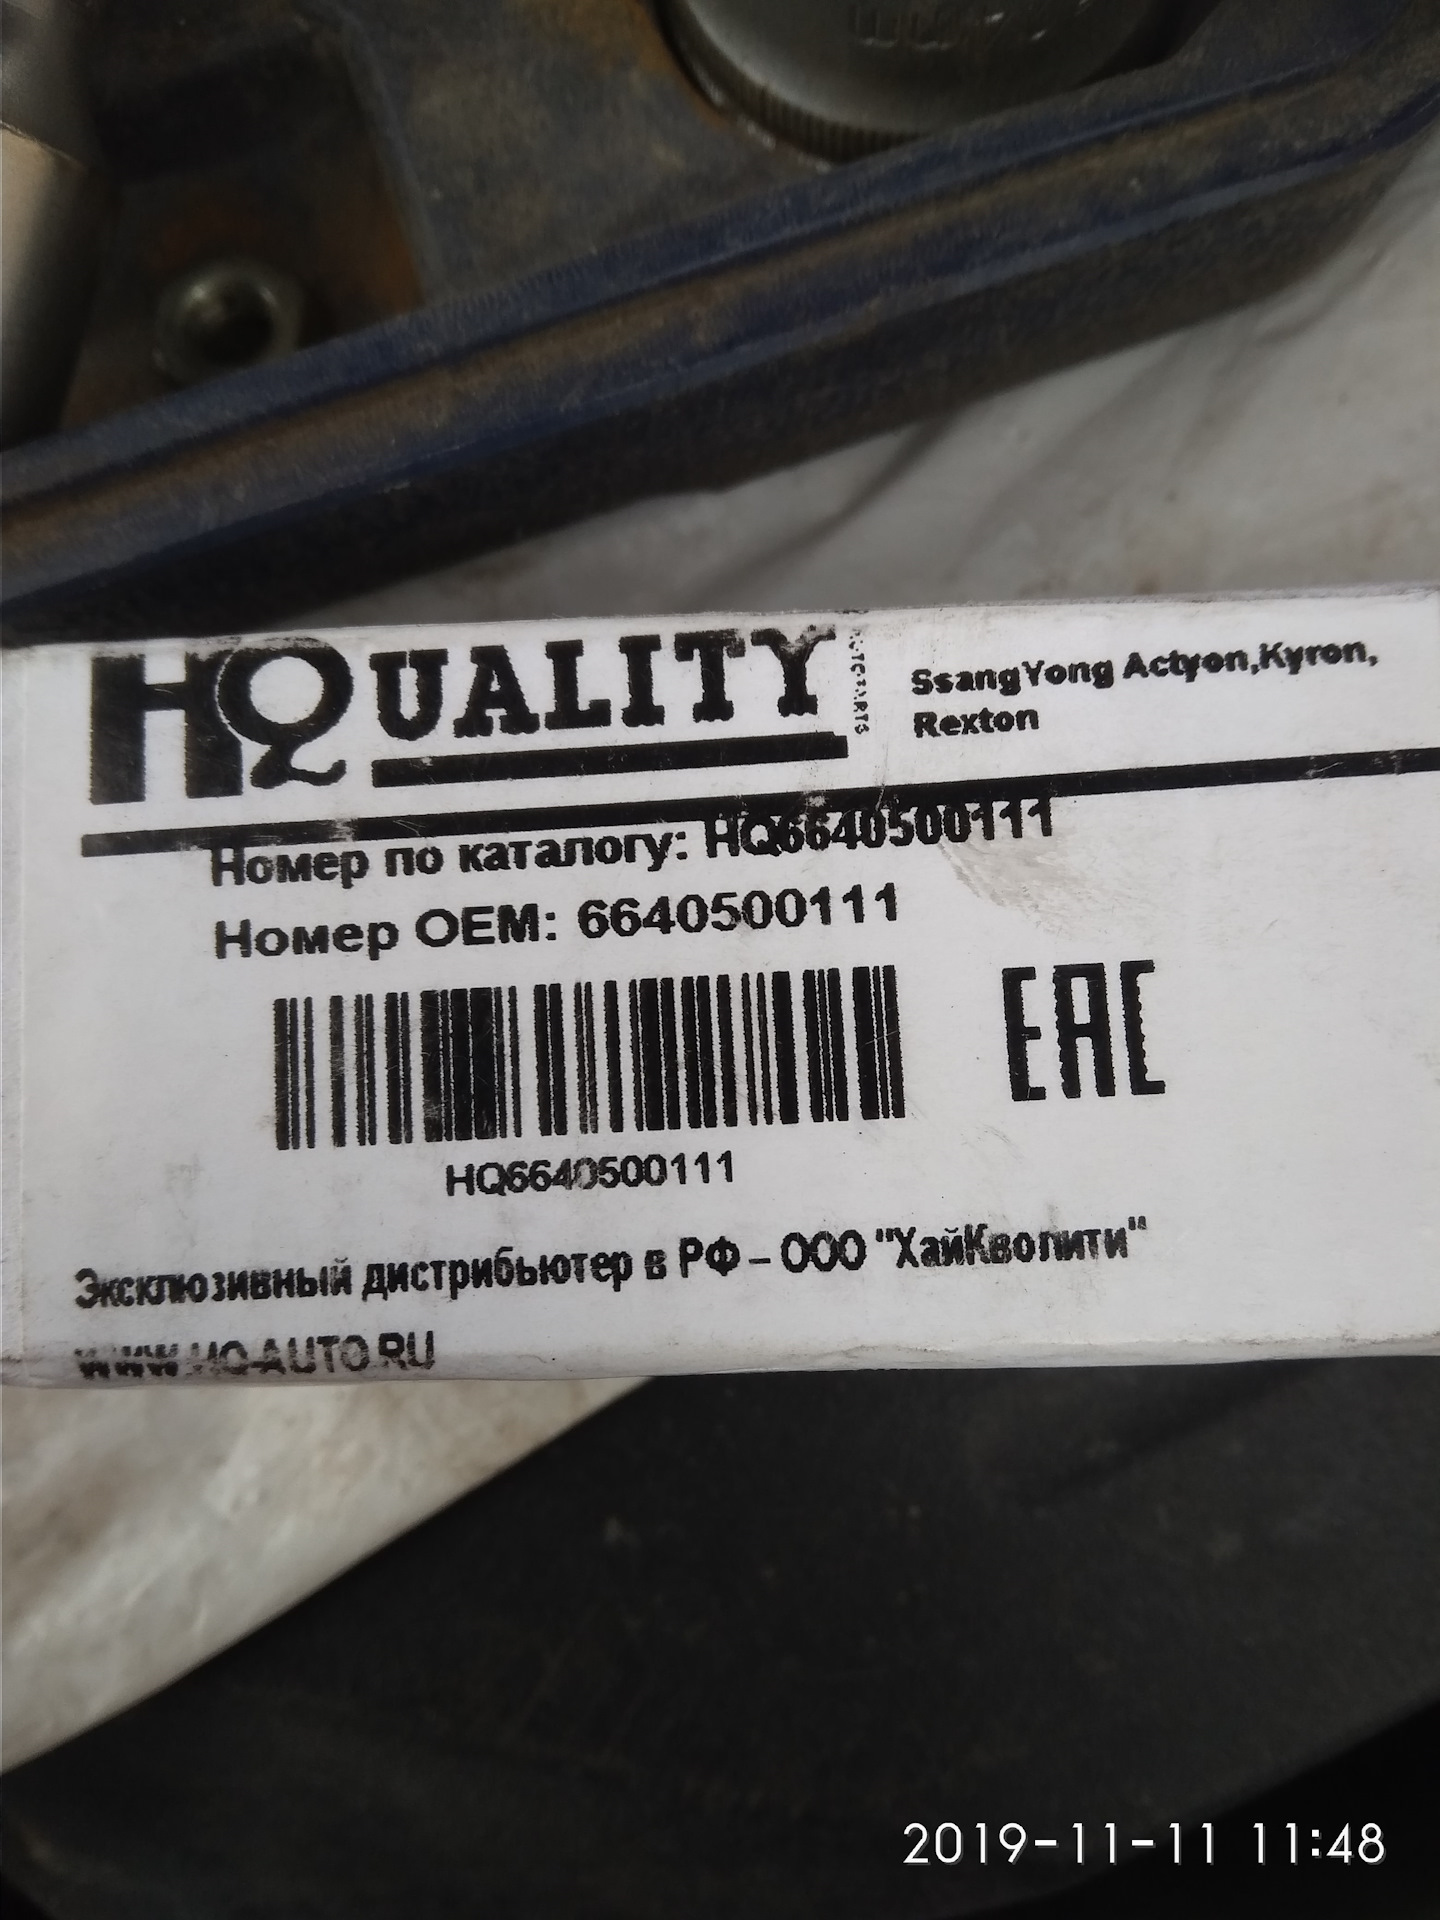 HQUALITY
SsangYong Actyon,Kyron,
Rexton
Номер по каталогу: HQ6640500111
Номер OEM: 6640500111
EAC
HQ6640500111
Эксклюзивный дистрибьютер в РФ – ООО "ХайКволити"
WWW.HQ-AUTO.RU
2019-11-11 11:48